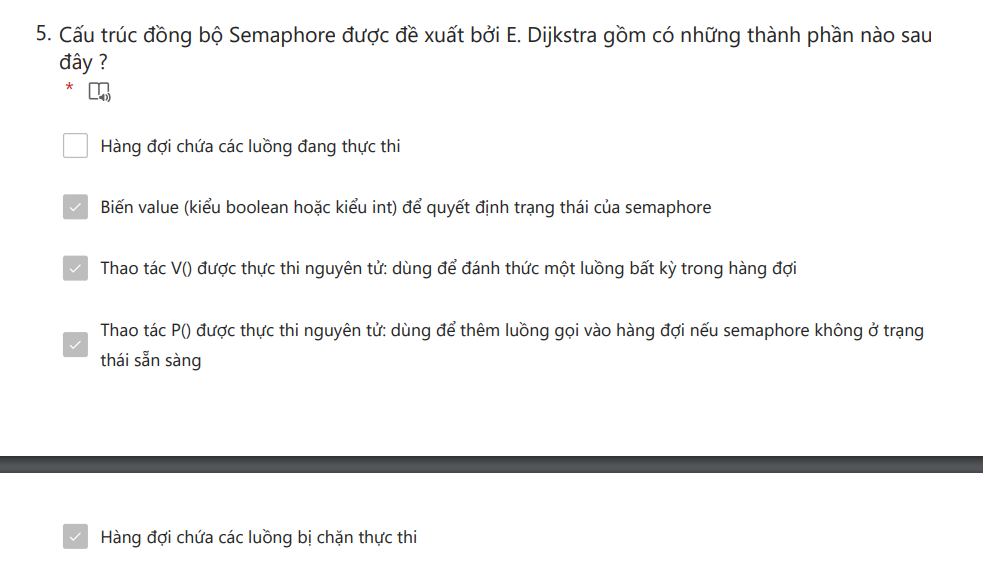 5. Cấu trúc đồng bộ Semaphore được đề xuất bởi E. Dijkstra gồm có những thành phần nào sau
đây ?
*
Hàng đợi chứa các luồng đang thực thi
Biến value (kiểu boolean hoặc kiểu int) để quyết định trạng thái của semaphore
Thao tác V() được thực thi nguyên tử: dùng để đánh thức một luồng bất kỳ trong hàng đợi
Thao tác P() được thực thi nguyên tử: dùng để thêm luồng gọi vào hàng đợi nếu semaphore không ở trạng
thái sẵn sàng
Hàng đợi chứa các luồng bị chặn thực thi